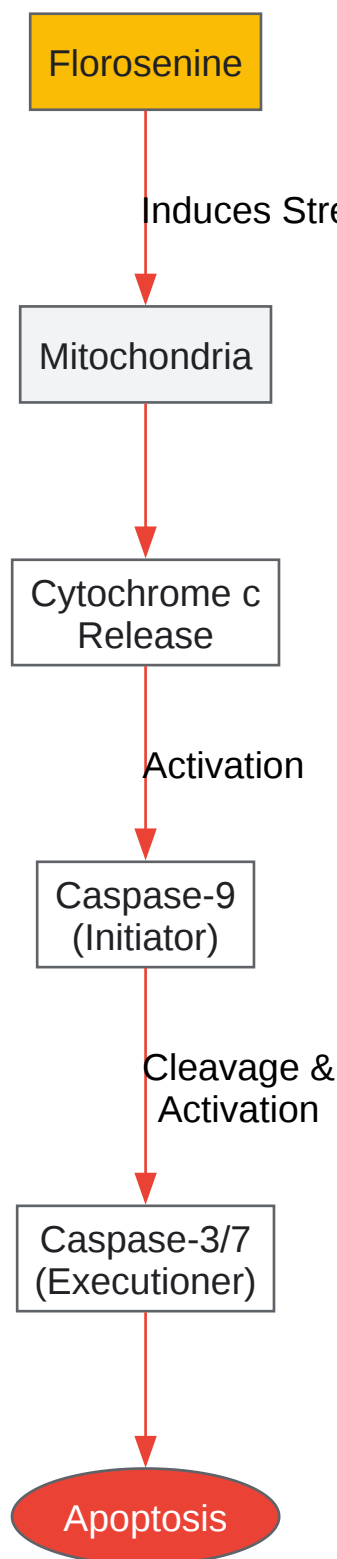 Florosenine
Induces Stre
Mitochondria
Cytochrome c
Release
Activation
Caspase-9
(Initiator)
Cleavage &
Activation
Caspase-3/7
(Executioner)
Apoptosis